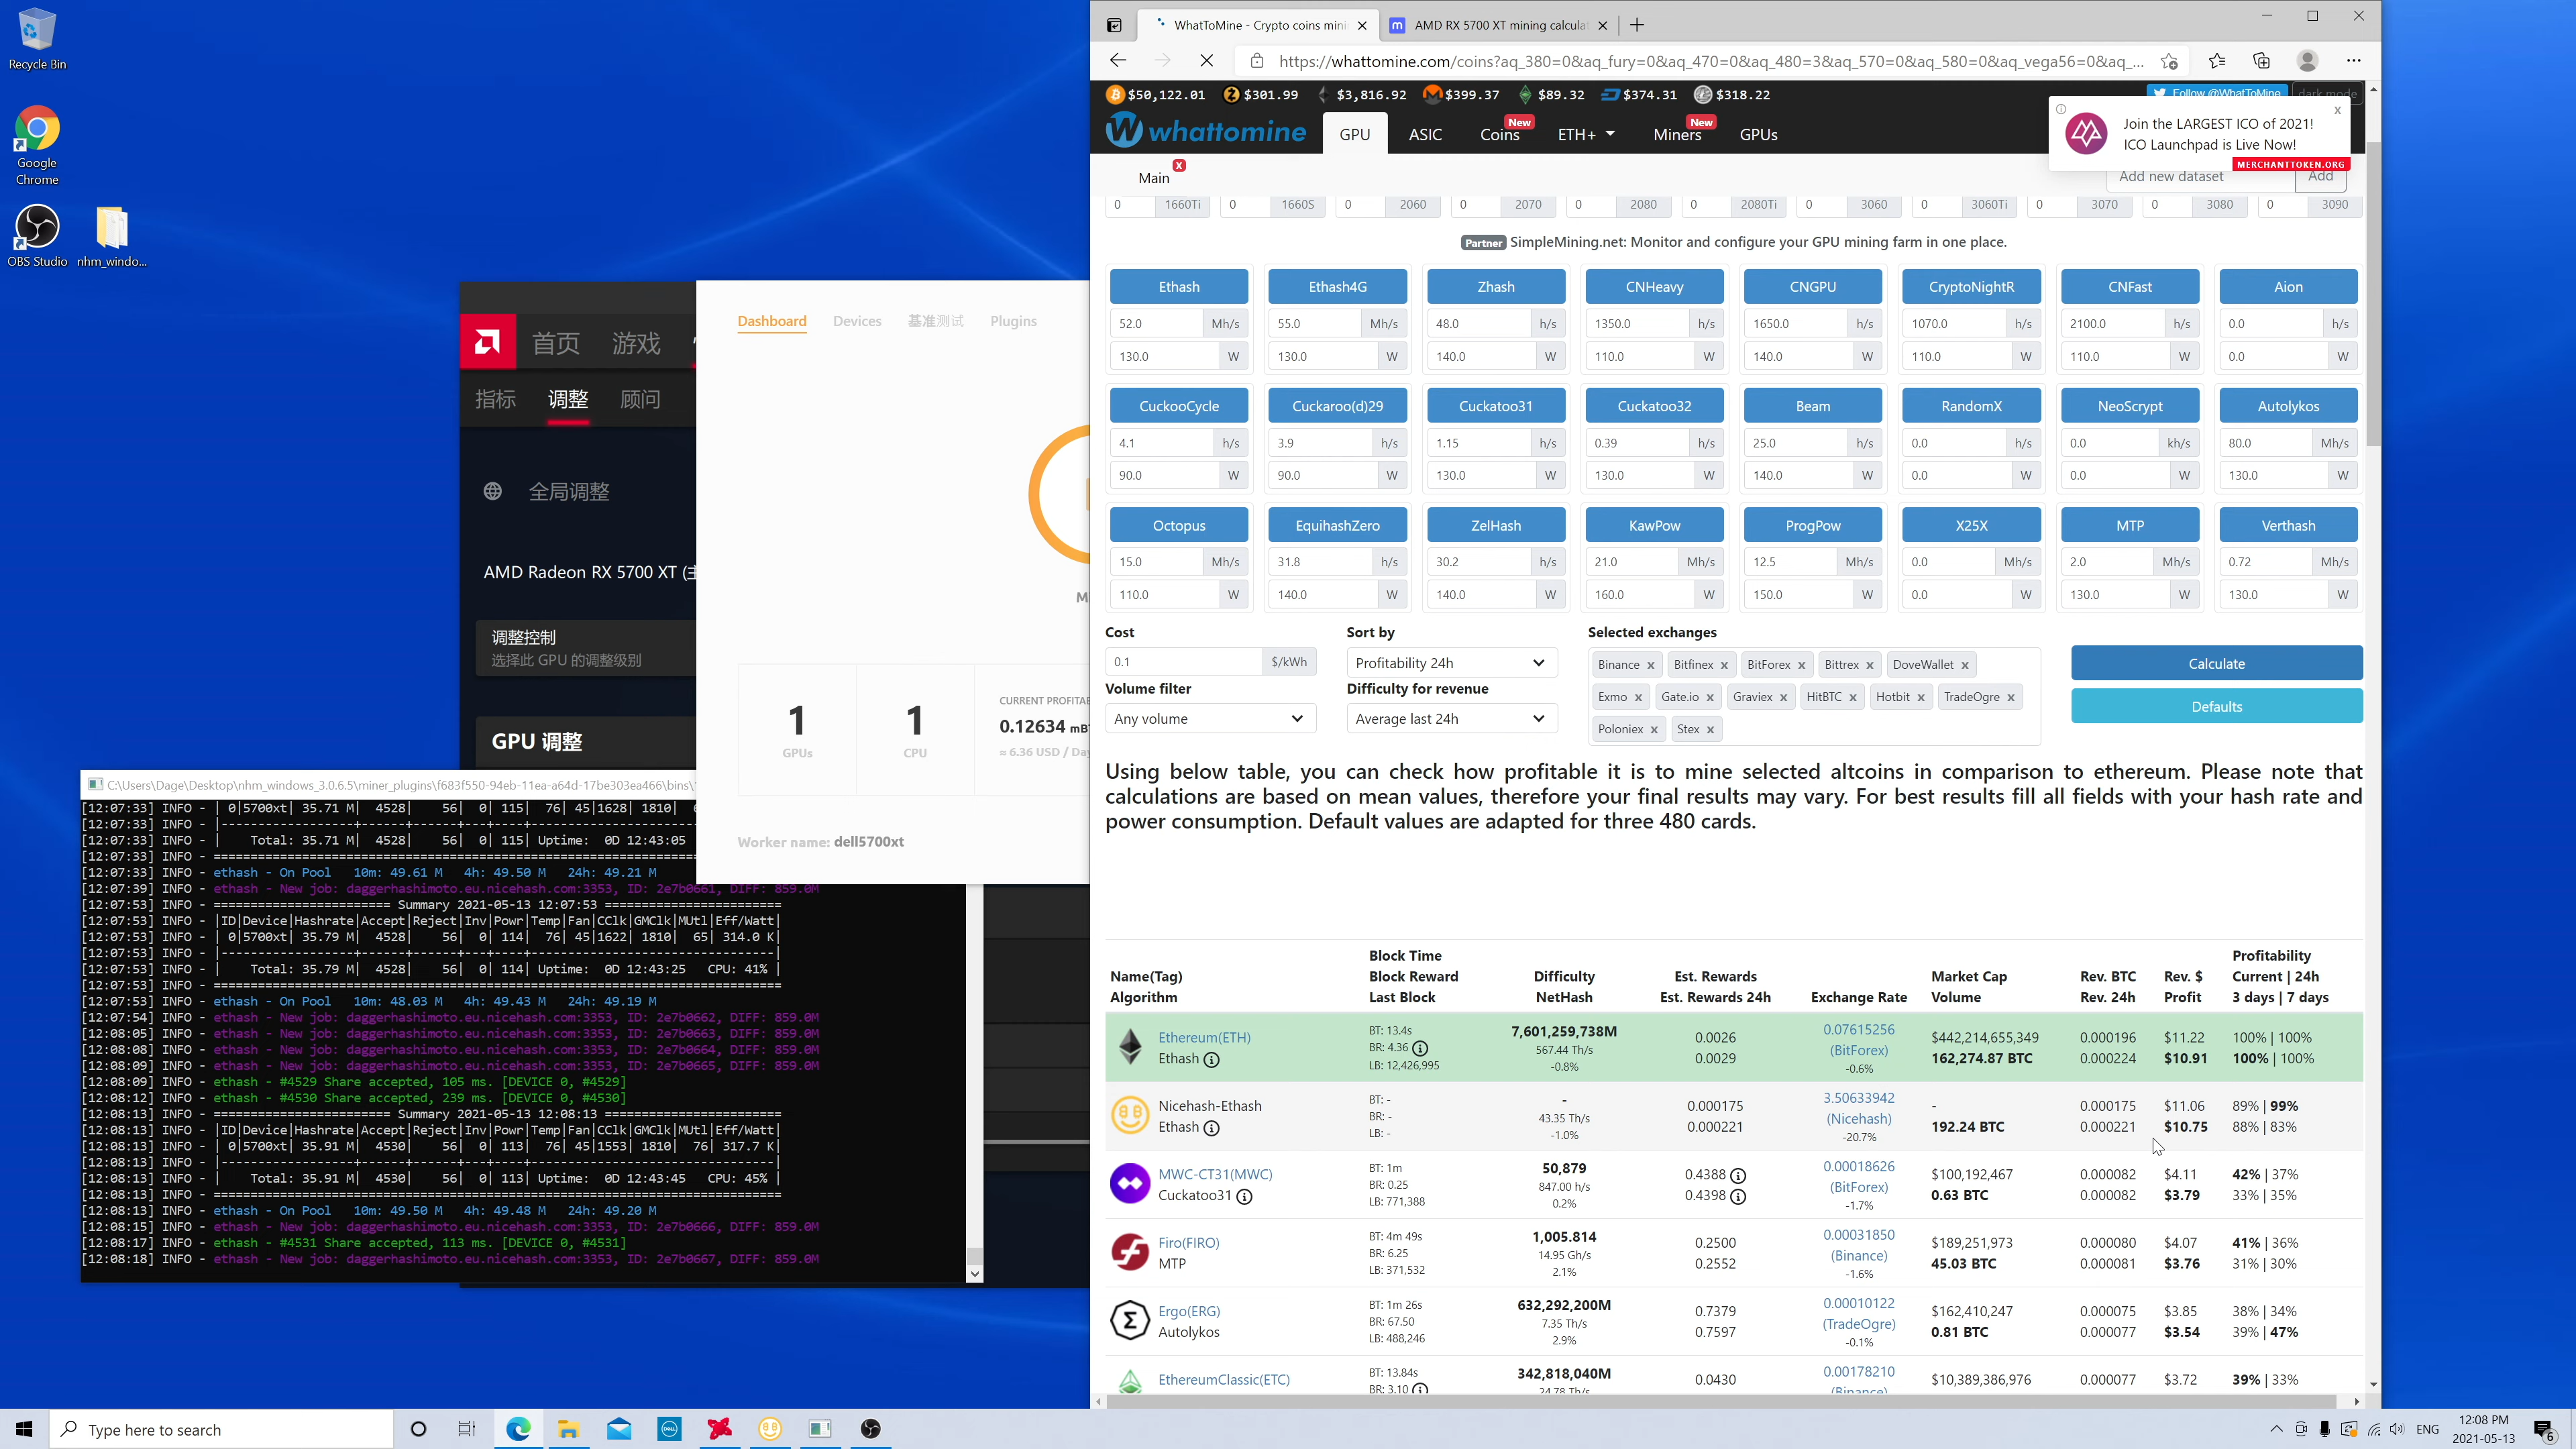 Recycle Bin
Google
Chrome
OBS Studio
nhm_windo...
首页
游戏
指标
调整
顾问
全局调整
AMD Radeon RX 5700 XT (主
调整控制
选择此 GPU 的调整级别
GPU 调整
Dashboard
Devices
基准测试
Plugins
1
GPUs
1
CPU
CURRENT PROFITAB
0.12634 mB
≈ 6.36 USD / Day
Worker name: dell5700xt
C:\Users\Dage\Desktop\nhm_windows_3.0.6.5\miner_plugins\f683f550-94eb-11ea-a64d-17be303ea466\bins\
[12:07:33] INFO - | 0|5700xt| 35.71 M| 4528| 56| 0| 115| 76| 45|1628| 1810|
[12:07:33] INFO - |------------------+------+------+---+----+----+---+----
[12:07:33] INFO - | Total: 35.71 M| 4528| 56| 0| 115| Uptime: 0D 12:43:05
[12:07:33] INFO - ==========================================================
[12:07:33] INFO - ethash - On Pool 10m: 49.61 M 4h: 49.50 M 24h: 49.21 M
[12:07:39] INFO - ethash - New job: daggerhashimoto.eu.nicehash.com:3353, ID: 2e7b0661, DIFF: 859.0M
[12:07:53] INFO - ====================== Summary 2021-05-13 12:07:53 ======================
[12:07:53] INFO - |ID|Device|Hashrate|Accept|Reject|Inv|Powr|Temp|Fan|CClk|GMClk|MUtl|Eff/Watt|
[12:07:53] INFO - | 0|5700xt| 35.79 M| 4528| 56| 0| 114| 76| 45|1622| 1810| 65| 314.0 K|
[12:07:53] INFO - |------------------+------+------+---+----+-----------------------------------|
[12:07:53] INFO - | Total: 35.79 M| 4528| 56| 0| 114| Uptime: 0D 12:43:25 CPU: 41% |
[12:07:53] INFO - =======================================================================
[12:07:53] INFO - ethash - On Pool 10m: 48.03 M 4h: 49.43 M 24h: 49.19 M
[12:07:54] INFO - ethash - New job: daggerhashimoto.eu.nicehash.com:3353, ID: 2e7b0662, DIFF: 859.0M
[12:08:05] INFO - ethash - New job: daggerhashimoto.eu.nicehash.com:3353, ID: 2e7b0663, DIFF: 859.0M
[12:08:08] INFO - ethash - New job: daggerhashimoto.eu.nicehash.com:3353, ID: 2e7b0664, DIFF: 859.0M
[12:08:09] INFO - ethash - New job: daggerhashimoto.eu.nicehash.com:3353, ID: 2e7b0665, DIFF: 859.0M
[12:08:09] INFO - ethash - #4529 Share accepted, 105 ms. [DEVICE 0, #4529]
[12:08:12] INFO - ethash - #4530 Share accepted, 239 ms. [DEVICE 0, #4530]
[12:08:13] INFO - ====================== Summary 2021-05-13 12:08:13 ======================
[12:08:13] INFO - |ID|Device|Hashrate|Accept|Reject|Inv|Powr|Temp|Fan|CClk|GMClk|MUtl|Eff/Watt|
[12:08:13] INFO - | 0|5700xt| 35.91 M| 4530| 56| 0| 113| 76| 45|1553| 1810| 76| 317.7 K|
[12:08:13] INFO - |------------------+------+------+---+----+-----------------------------------|
[12:08:13] INFO - | Total: 35.91 M| 4530| 56| 0| 113| Uptime: 0D 12:43:45 CPU: 45% |
[12:08:13] INFO - =======================================================================
[12:08:13] INFO - ethash - On Pool 10m: 49.50 M 4h: 49.48 M 24h: 49.20 M
[12:08:15] INFO - ethash - New job: daggerhashimoto.eu.nicehash.com:3353, ID: 2e7b0666, DIFF: 859.0M
[12:08:17] INFO - ethash - #4531 Share accepted, 113 ms. [DEVICE 0, #4531]
[12:08:18] INFO - ethash - New job: daggerhashimoto.eu.nicehash.com:3353, ID: 2e7b0667, DIFF: 859.0M
WhatToMine - Crypto coins mini
AMD RX 5700 XT mining calcula
https://whattomine.com/coins?aq_380=0&aq_fury=0&aq_470=0&aq_480=3&aq_570=0&aq_580=0&aq_vega56=0&aq_...
$50,122.01 $301.99 $3,816.92 $399.37 $89.32 $374.31 $318.22
Follow @WhatToMine
dark mode
whattomine
GPU ASIC Coins New ETH+ Miners New GPUs
Join the LARGEST ICO of 2021!
ICO Launchpad is Live Now!
MERCHANTTOKEN.ORG
Main x
Add new dataset Add
0 1660Ti 0 1660S 0 2060 0 2070 0 2080 0 2080Ti 0 3060 0 3060Ti 0 3070 0 3080 0 3090
Partner SimpleMining.net: Monitor and configure your GPU mining farm in one place.
Ethash Ethash4G Zhash CNHeavy CNGPU CryptoNightR CNFast Aion
52.0 Mh/s 55.0 Mh/s 48.0 h/s 1350.0 h/s 1650.0 h/s 1070.0 h/s 2100.0 h/s 0.0 h/s
130.0 W 130.0 W 140.0 W 110.0 W 140.0 W 110.0 W 110.0 W 0.0 W
CuckooCycle Cuckaroo(d)29 Cuckatoo31 Cuckatoo32 Beam RandomX NeoScrypt Autolykos
4.1 h/s 3.9 h/s 1.15 h/s 0.39 h/s 25.0 h/s 0.0 h/s 0.0 kh/s 80.0 Mh/s
90.0 W 90.0 W 130.0 W 130.0 W 140.0 W 0.0 W 0.0 W 130.0 W
Octopus EquihashZero ZelHash KawPow ProgPow X25X MTP Verthash
15.0 Mh/s 31.8 h/s 30.2 h/s 21.0 Mh/s 12.5 Mh/s 0.0 Mh/s 2.0 Mh/s 0.72 Mh/s
110.0 W 140.0 W 140.0 W 160.0 W 150.0 W 0.0 W 130.0 W 130.0 W
Cost
0.1 $/kWh
Volume filter
Any volume
Sort by
Profitability 24h
Difficulty for revenue
Average last 24h
Selected exchanges
Binance x Bitfinex x BitForex x Bittrex x DoveWallet x
Exmo x Gate.io x Graviex x HitBTC x Hotbit x TradeOgre x
Poloniex x Stex x
Calculate
Defaults
Using below table, you can check how profitable it is to mine selected altcoins in comparison to ethereum. Please note that
calculations are based on mean values, therefore your final results may vary. For best results fill all fields with your hash rate and
power consumption. Default values are adapted for three 480 cards.
Block Time Profitability
Name(Tag) Block Reward Difficulty Est. Rewards Market Cap Rev. BTC Rev. $ Current | 24h
Algorithm Last Block NetHash Est. Rewards 24h Exchange Rate Volume Rev. 24h Profit 3 days | 7 days
Ethereum(ETH) BT: 13.4s 7,601,259,738M 0.0026 0.07615256 $442,214,655,349 0.000196 $11.22 100% | 100%
Ethash BR: 4.36 567.44 Th/s 0.0029 (BitForex) 162,274.87 BTC 0.000224 $10.91 100% | 100%
LB: 12,426,995 -0.8% -0.6%
Nicehash-Ethash BT: - - 0.000175 3.50633942 - 0.000175 $11.06 89% | 99%
Ethash BR: - 43.35 Th/s 0.000221 (Nicehash) 192.24 BTC 0.000221 $10.75 88% | 83%
LB: - -1.0% -20.7%
MWC-CT31(MWC) BT: 1m 50,879 0.4388 0.00018626 $100,192,467 0.000082 $4.11 42% | 37%
Cuckatoo31 BR: 0.25 847.00 h/s 0.4398 (BitForex) 0.63 BTC 0.000082 $3.79 33% | 35%
LB: 771,388 0.2% -1.7%
Firo(FIRO) BT: 4m 49s 1,005.814 0.2500 0.00031850 $189,251,973 0.000080 $4.07 41% | 36%
MTP BR: 6.25 14.95 Gh/s 0.2552 (Binance) 45.03 BTC 0.000081 $3.76 31% | 30%
LB: 371,532 2.1% -1.6%
Ergo(ERG) BT: 1m 26s 632,292,200M 0.7379 0.00010122 $162,410,247 0.000075 $3.85 38% | 34%
Autolykos BR: 67.50 7.35 Th/s 0.7597 (TradeOgre) 0.81 BTC 0.000077 $3.54 39% | 47%
LB: 488,246 2.9% -0.1%
EthereumClassic(ETC) BT: 13.84s 342,818,040M 0.0430 0.00178210 $10,389,386,976 0.000077 $3.72 39% | 33%
BR: 3.10 24.78 Th/s (Binance)
Type here to search
DELL
ENG
12:08 PM
2021-05-13
6